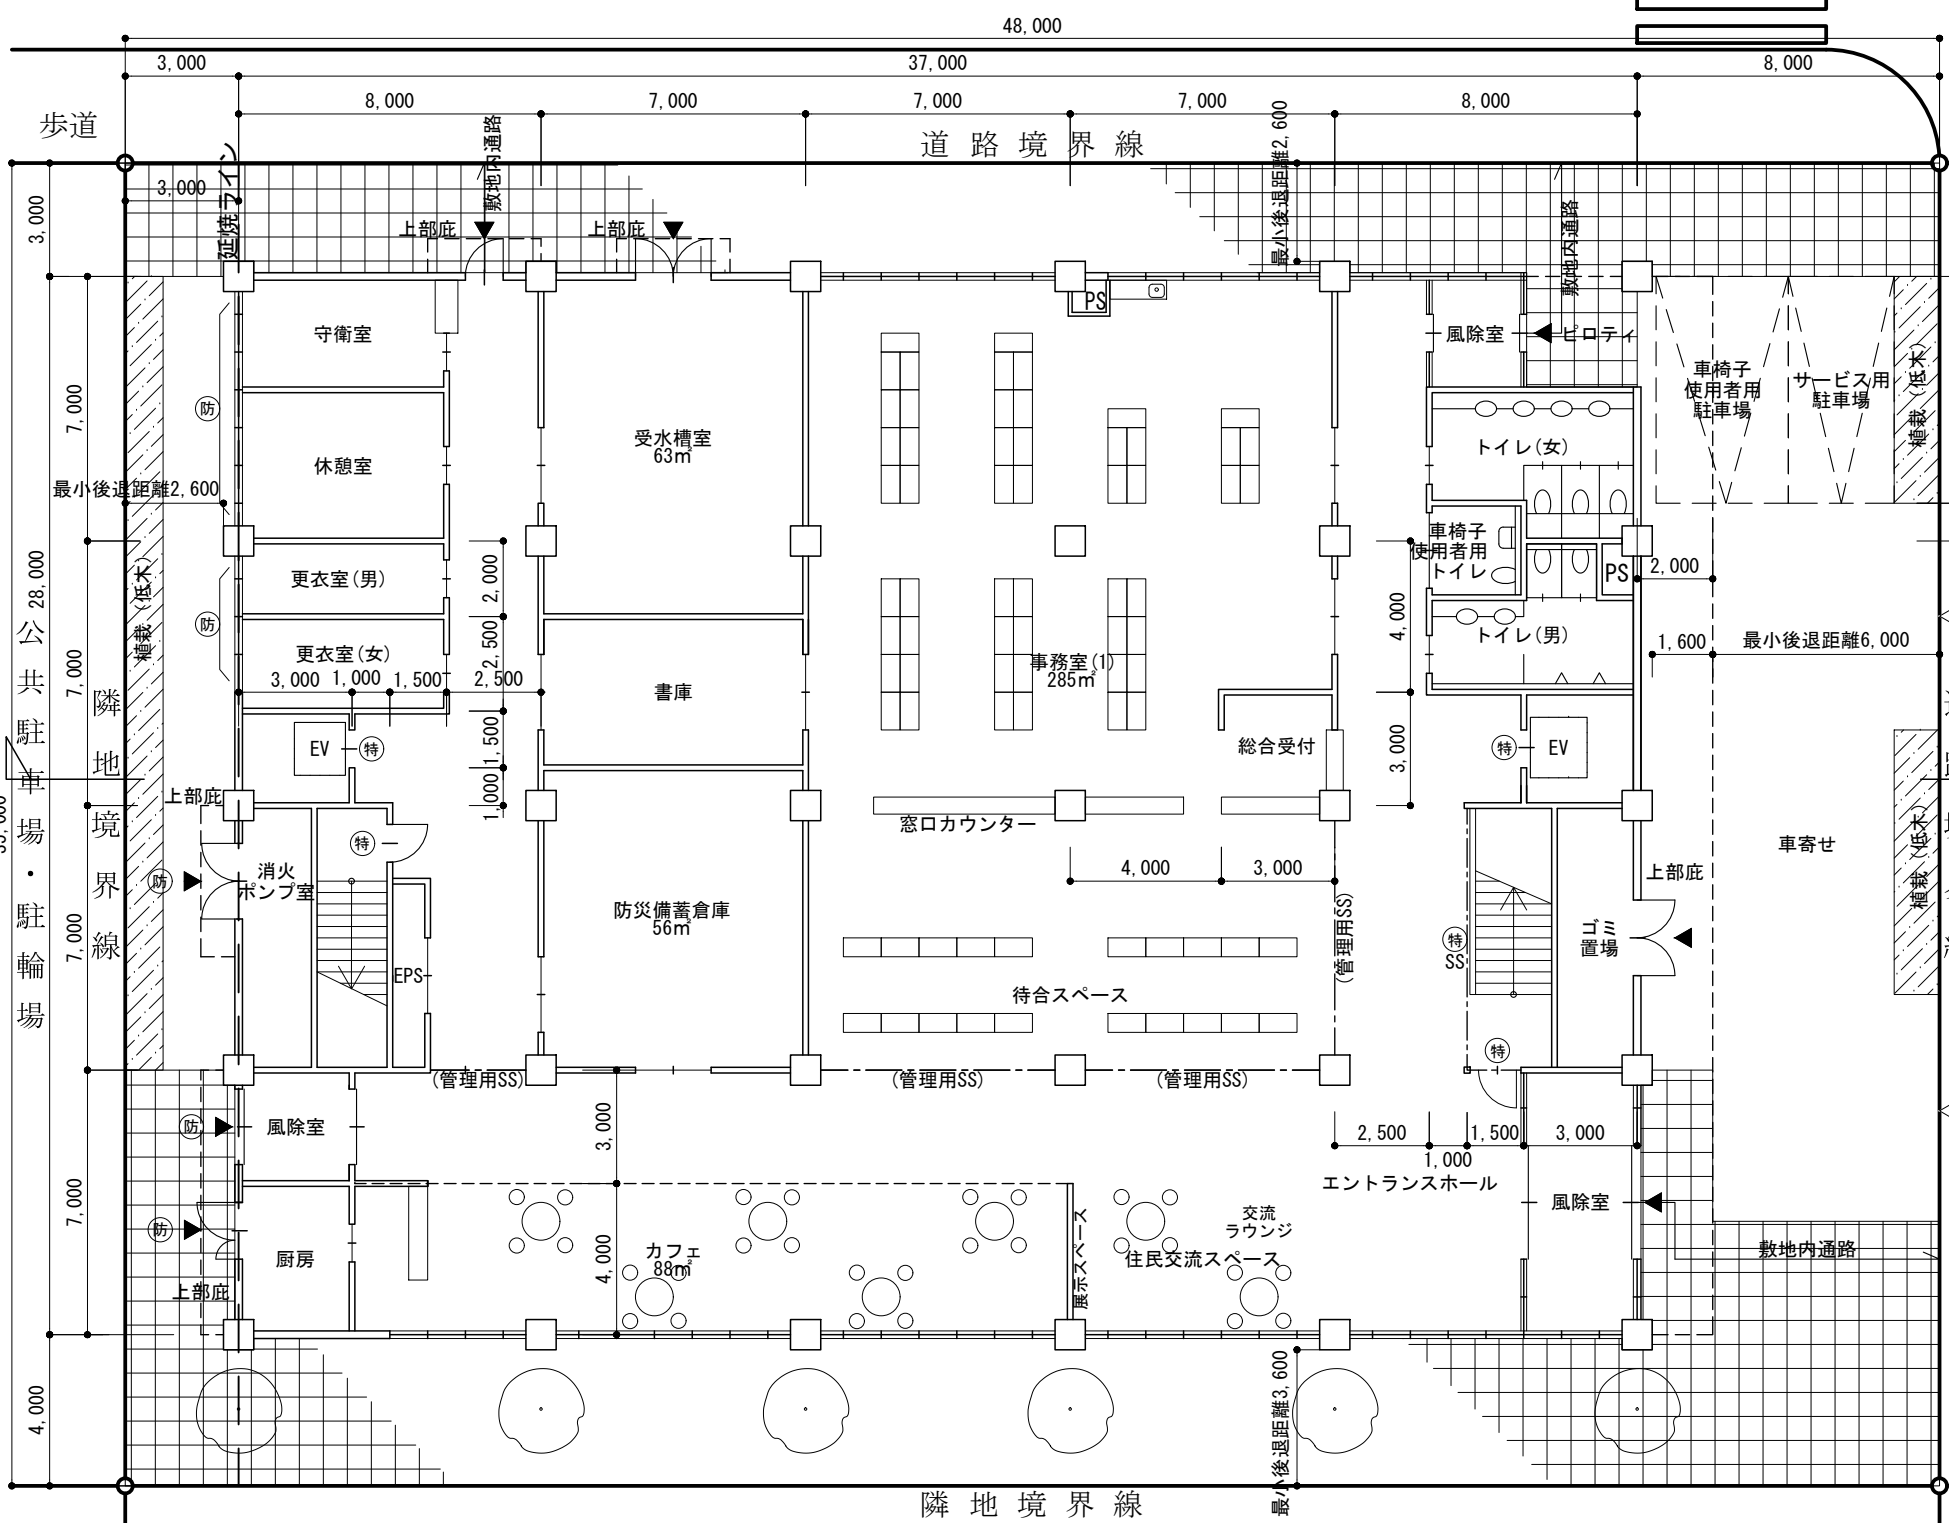 48,000
3,000
37,000
8,000
8,000
7,000
7,000
7,000
8,000
歩道
道路境界線
敷地内通路
最小後退距離2,600
延焼ライン
3,000
3,000
上部庇
上部庇
敷地内通路
守衛室
PS
風除室
ピロティ
車椅子
使用者用
駐車場
サービス用
駐車場
植栽(低木)
7,000
防
休憩室
受水槽室
63㎡
トイレ(女)
最小後退距離2,600
車椅子
使用者用
トイレ
PS
2,000
28,000
植栽(低木)
更衣室(男)
2,000
4,000
防
更衣室(女)
2,500
トイレ(男)
1,600
最小後退距離6,000
公共駐車場・駐輪場
隣地境界線
7,000
3,000
1,000
1,500
2,500
書庫
事務室(1)
285㎡
EV
特
1,500
総合受付
3,000
特
EV
上部庇
1,000
窓口カウンター
車寄せ
植栽(低木)
特
消火
ポンプ室
防
4,000
3,000
上部庇
7,000
防災備蓄倉庫
56㎡
(管理用SS)
特
SS
ゴミ
置場
EPS
待合スペース
特
(管理用SS)
(管理用SS)
(管理用SS)
防
風除室
3,000
2,500
1,000
1,500
3,000
エントランスホール
7,000
防
厨房
上部庇
4,000
カフェ
88㎡
展示スペース
交流
ラウンジ
住民交流スペース
風除室
敷地内通路
4,000
最小後退距離3,600
隣地境界線